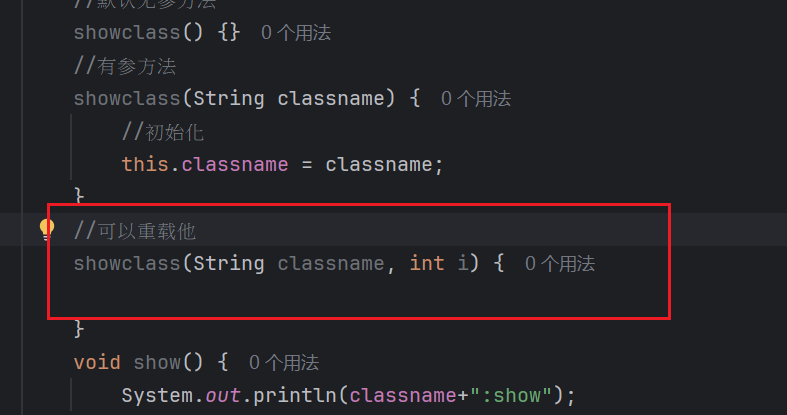 //默认无参方法
showclass() {}  0个用法
//有参方法
showclass(String classname) {  0个用法
//初始化
this.classname = classname;
}
//可以重载他
showclass(String classname, int i) {  0个用法
}
void show() {  0个用法
System.out.println(classname+":show");